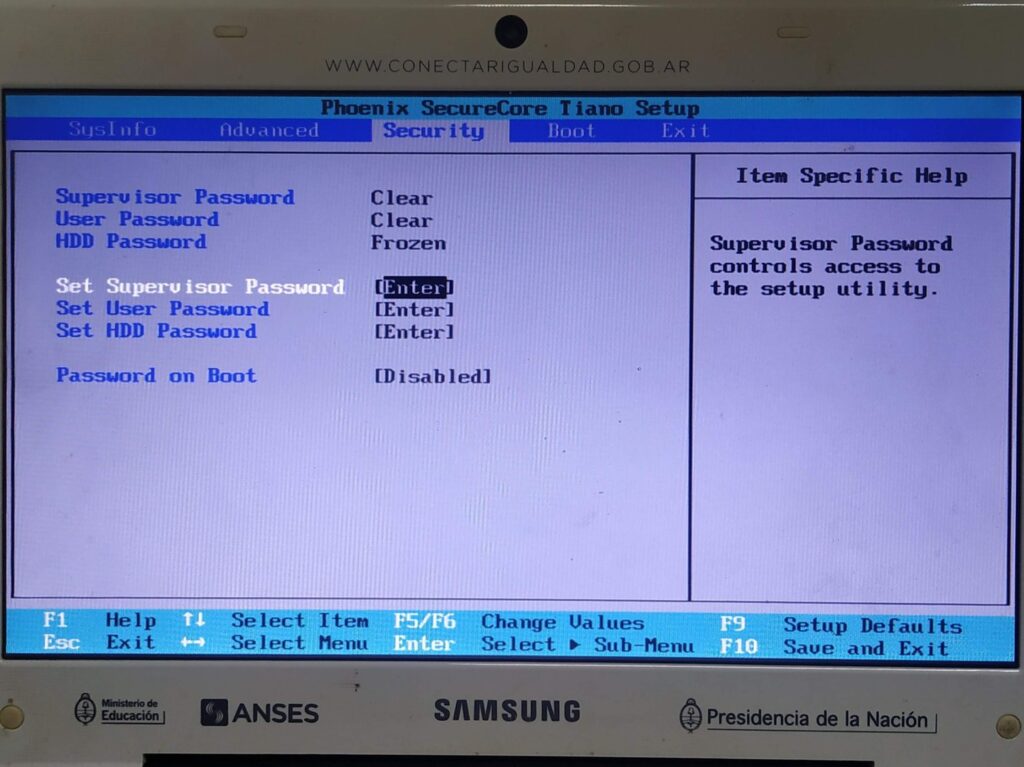 WWW.CONECTARIGUALDAD.GOB.AR
Phoenix SecureCore Tiano Setup
SysInfo Advanced Security Boot Exit
Item Specific Help
Supervisor Password Clear
User Password Clear
HDD Password Frozen
Set Supervisor Password [Enter]
Set User Password [Enter]
Set HDD Password [Enter]
Password on Boot [Disabled]
Supervisor Password
controls access to
the setup utility.
F1 Help ↑↓ Select Item F5/F6 Change Values F9 Setup Defaults
Esc Exit ↔ Select Menu Enter Select ▶ Sub-Menu F10 Save and Exit
Ministerio de
Educación
ANSES
SAMSUNG
Presidencia de la Nación